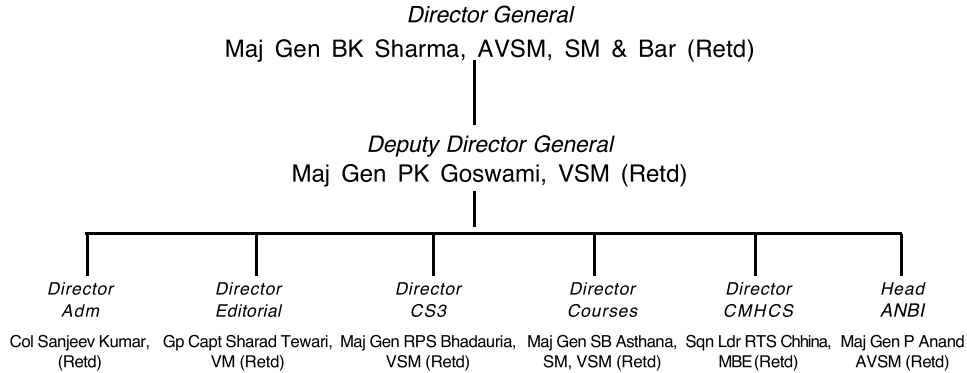 Director General
Maj Gen BK Sharma, AVSM, SM & Bar (Retd)
Deputy Director General
Maj Gen PK Goswami, VSM (Retd)
Director
Adm
Col Sanjeev Kumar,
(Retd)
Director
Editorial
Gp Capt Sharad Tewari,
VM (Retd)
Director
CS3
Maj Gen RPS Bhadauria,
VSM (Retd)
Director
Courses
Maj Gen SB Asthana,
SM, VSM (Retd)
Director
CMHCS
Sqn Ldr RTS Chhina,
MBE (Retd)
Head
ANBI
Maj Gen P Anand
AVSM (Retd)